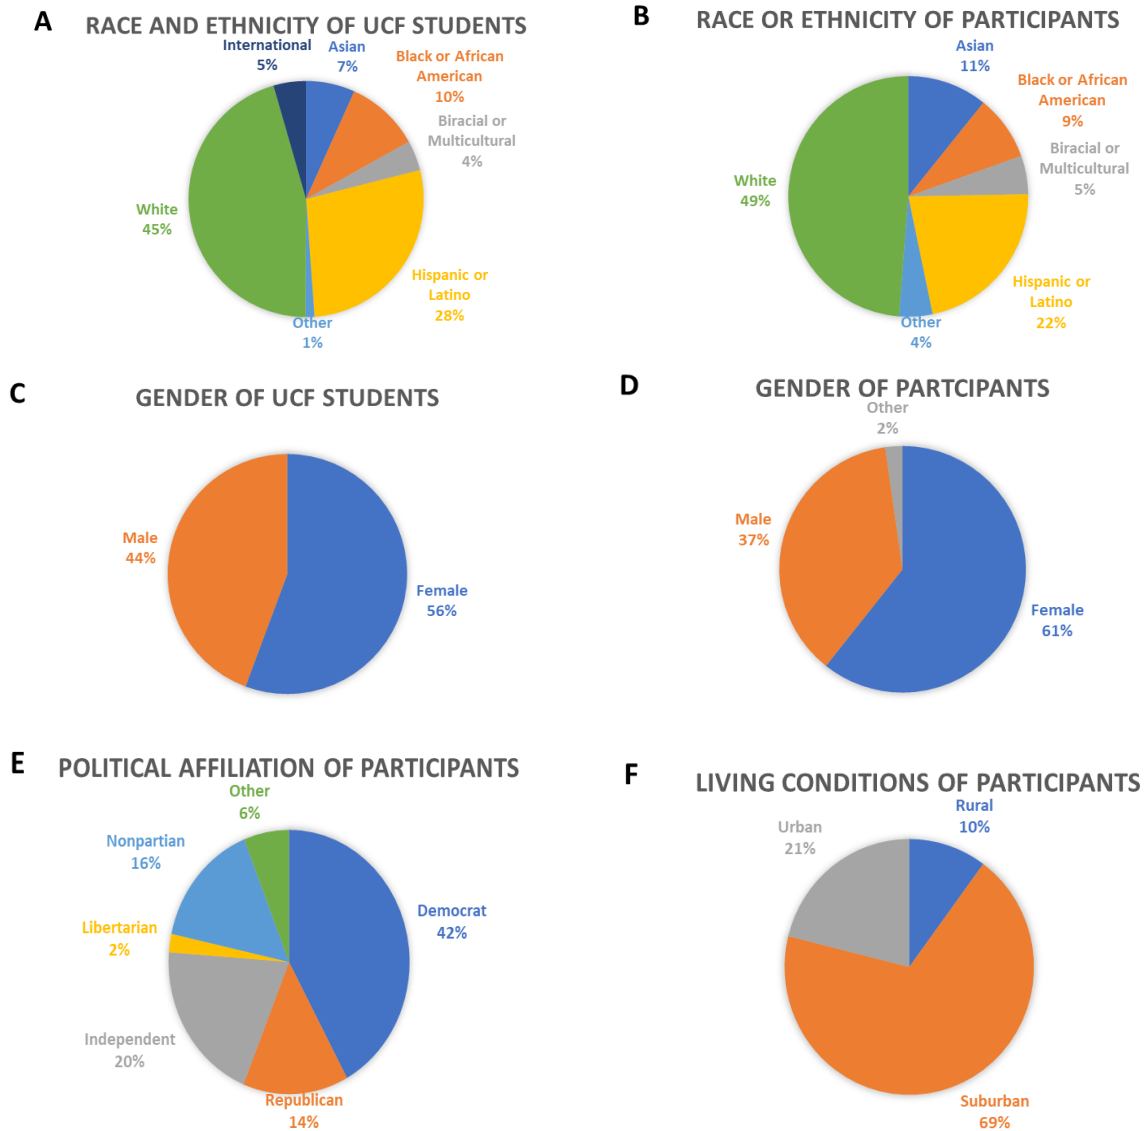 A
RACE AND ETHNICITY OF UCF STUDENTS
International
5%
Asian
7%
Black or African
American
10%
Biracial or
Multicultural
4%
White
45%
Hispanic or
Latino
28%
Other
1%
B
RACE OR ETHNICITY OF PARTICIPANTS
Asian
11%
Black or African
American
9%
Biracial or
Multicultural
5%
White
49%
Hispanic or
Latino
22%
Other
4%
C
GENDER OF UCF STUDENTS
Male
44%
Female
56%
D
GENDER OF PARTCIPANTS
Other
2%
Male
37%
Female
61%
E
POLITICAL AFFILIATION OF PARTICIPANTS
Other
6%
Nonpartian
16%
Democrat
42%
Libertarian
2%
Independent
20%
Republican
14%
F
LIVING CONDITIONS OF PARTICIPANTS
Rural
10%
Urban
21%
Suburban
69%